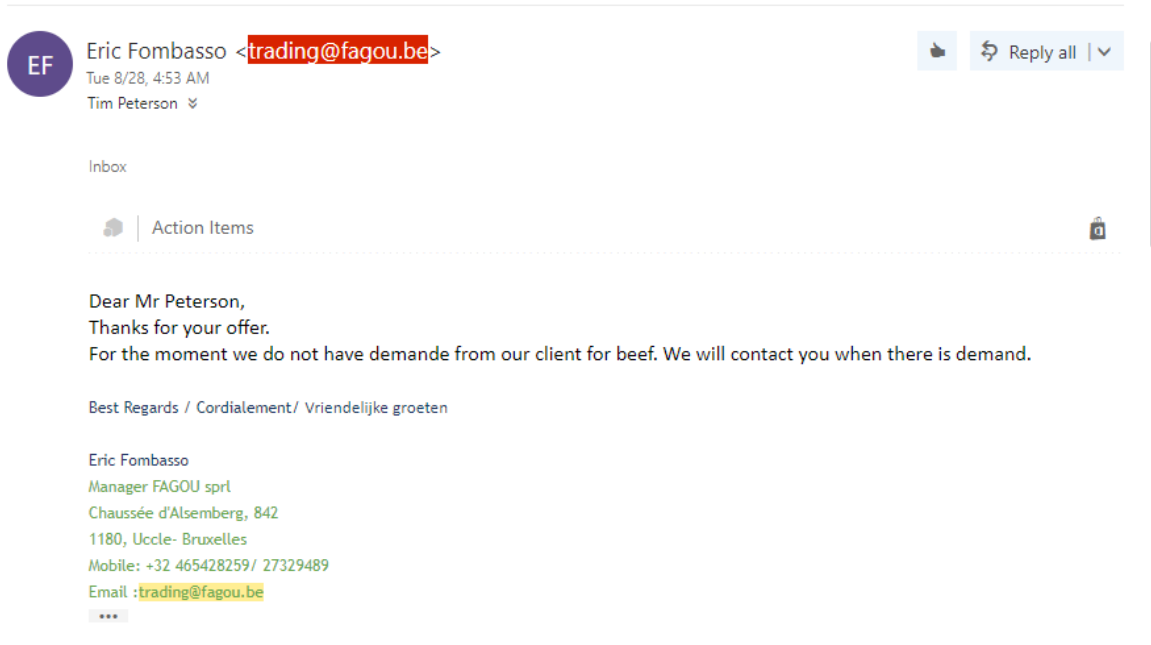 EF
Eric Fombasso <trading@fagou.be>
Reply all
Tue 8/28, 4:53 AM
Tim Peterson
Inbox
Action Items
Dear Mr Peterson,
Thanks for your offer.
For the moment we do not have demande from our client for beef. We will contact you when there is demand.
Best Regards / Cordialement/ Vriendelijke groeten
Eric Fombasso
Manager FAGOU sprl
Chaussée d'Alsemberg, 842
1180, Uccle- Bruxelles
Mobile: +32 465428259/ 27329489
Email :trading@fagou.be